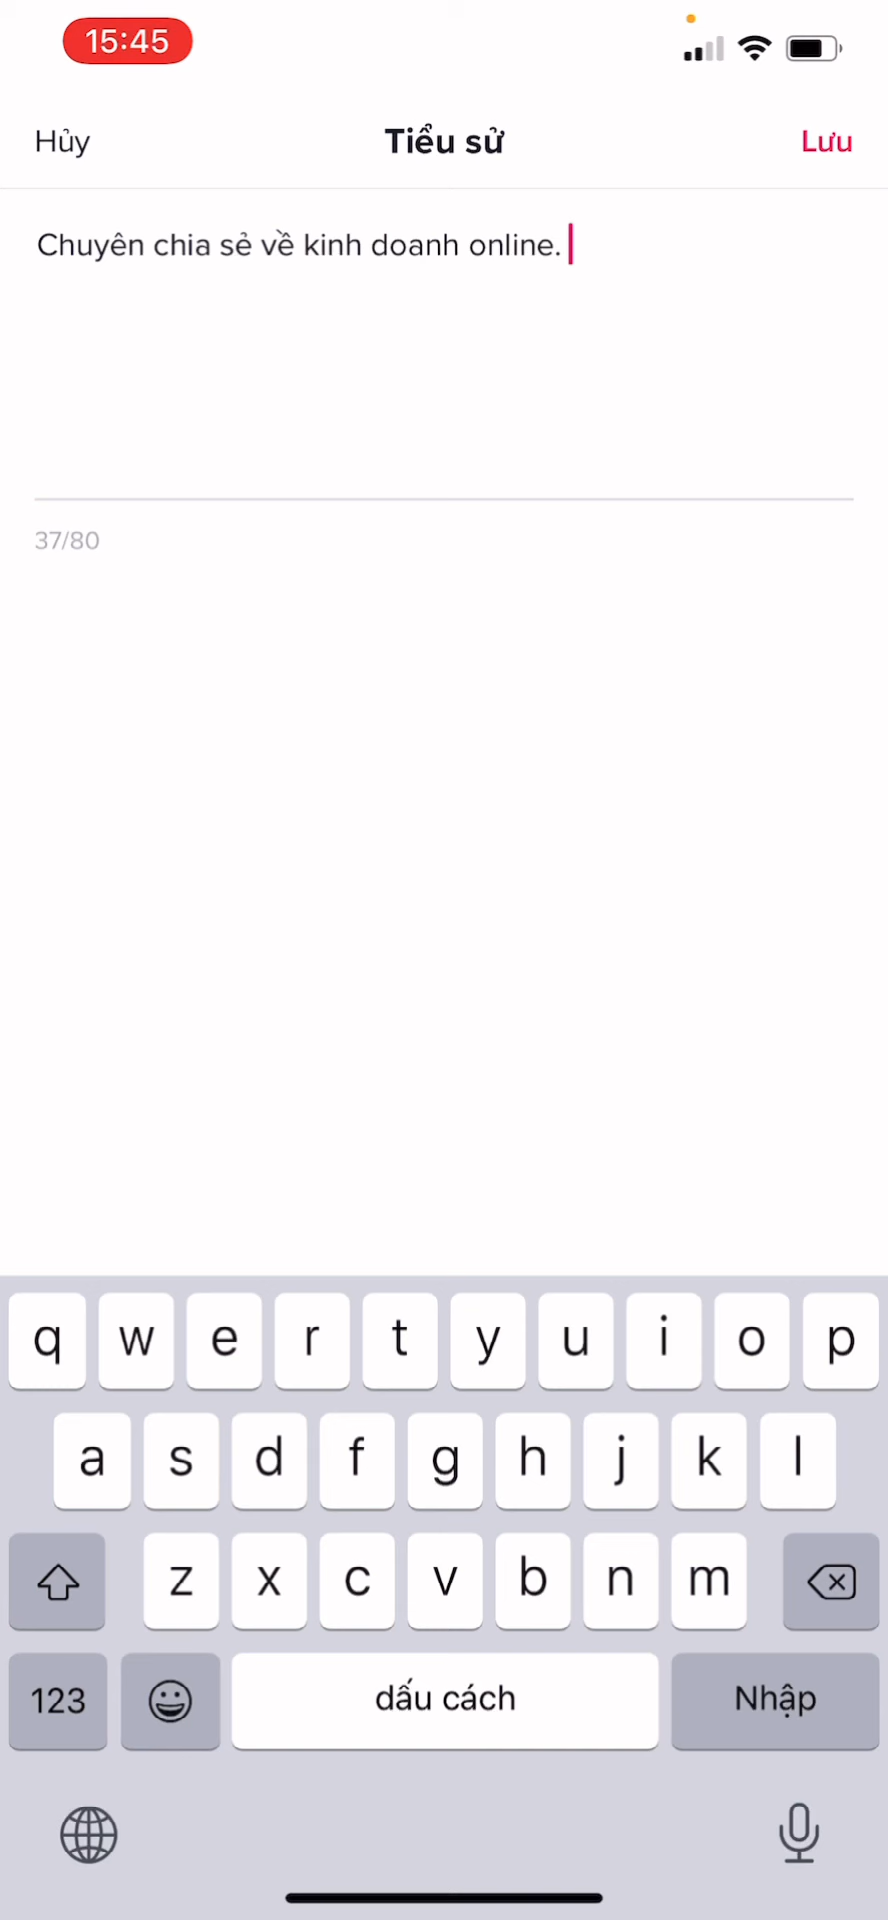 15:45
Hủy Tiểu sử Lưu
Chuyên chia sẻ về kinh doanh online.
37/80
q w e r t y u i o p
a s d f g h j k l
z x c v b n m
123 dấu cách Nhập